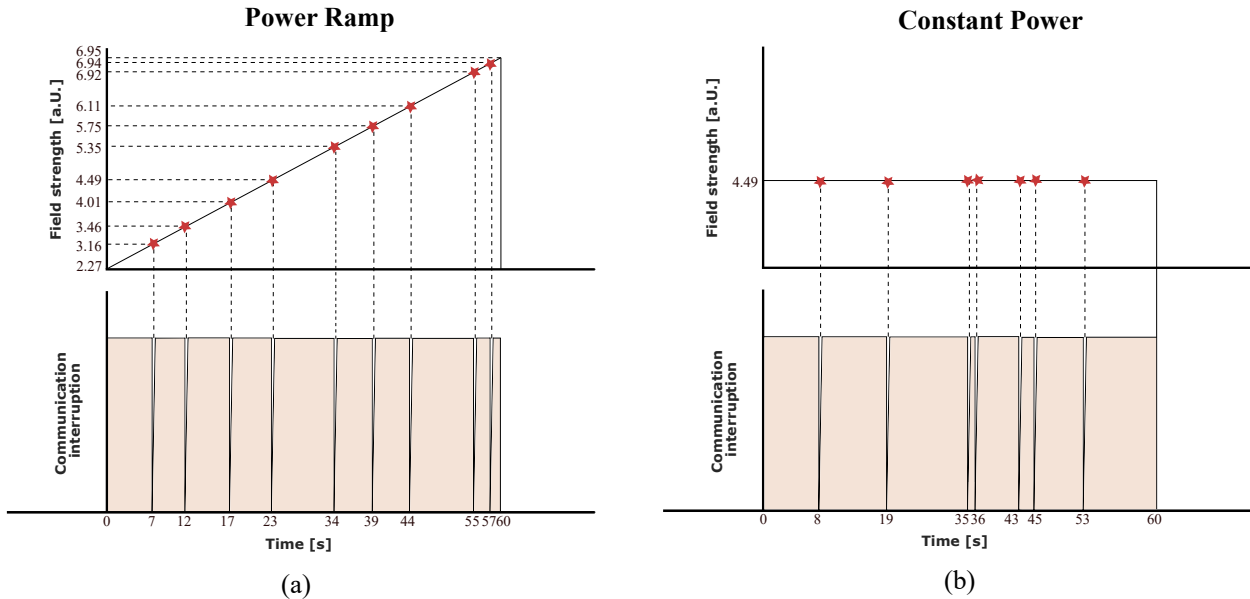 Power Ramp
Field strength [a.U.]
6.95
6.94
6.92
6.11
5.75
5.35
4.49
4.01
3.46
3.16
2.27
Communication
interruption
0 7 12 17 23 34 39 44 55 57 60
Time [s]
(a)
Constant Power
Field strength [a.U.]
4.49
Communication
interruption
0 8 19 35 36 43 45 53 60
Time [s]
(b)